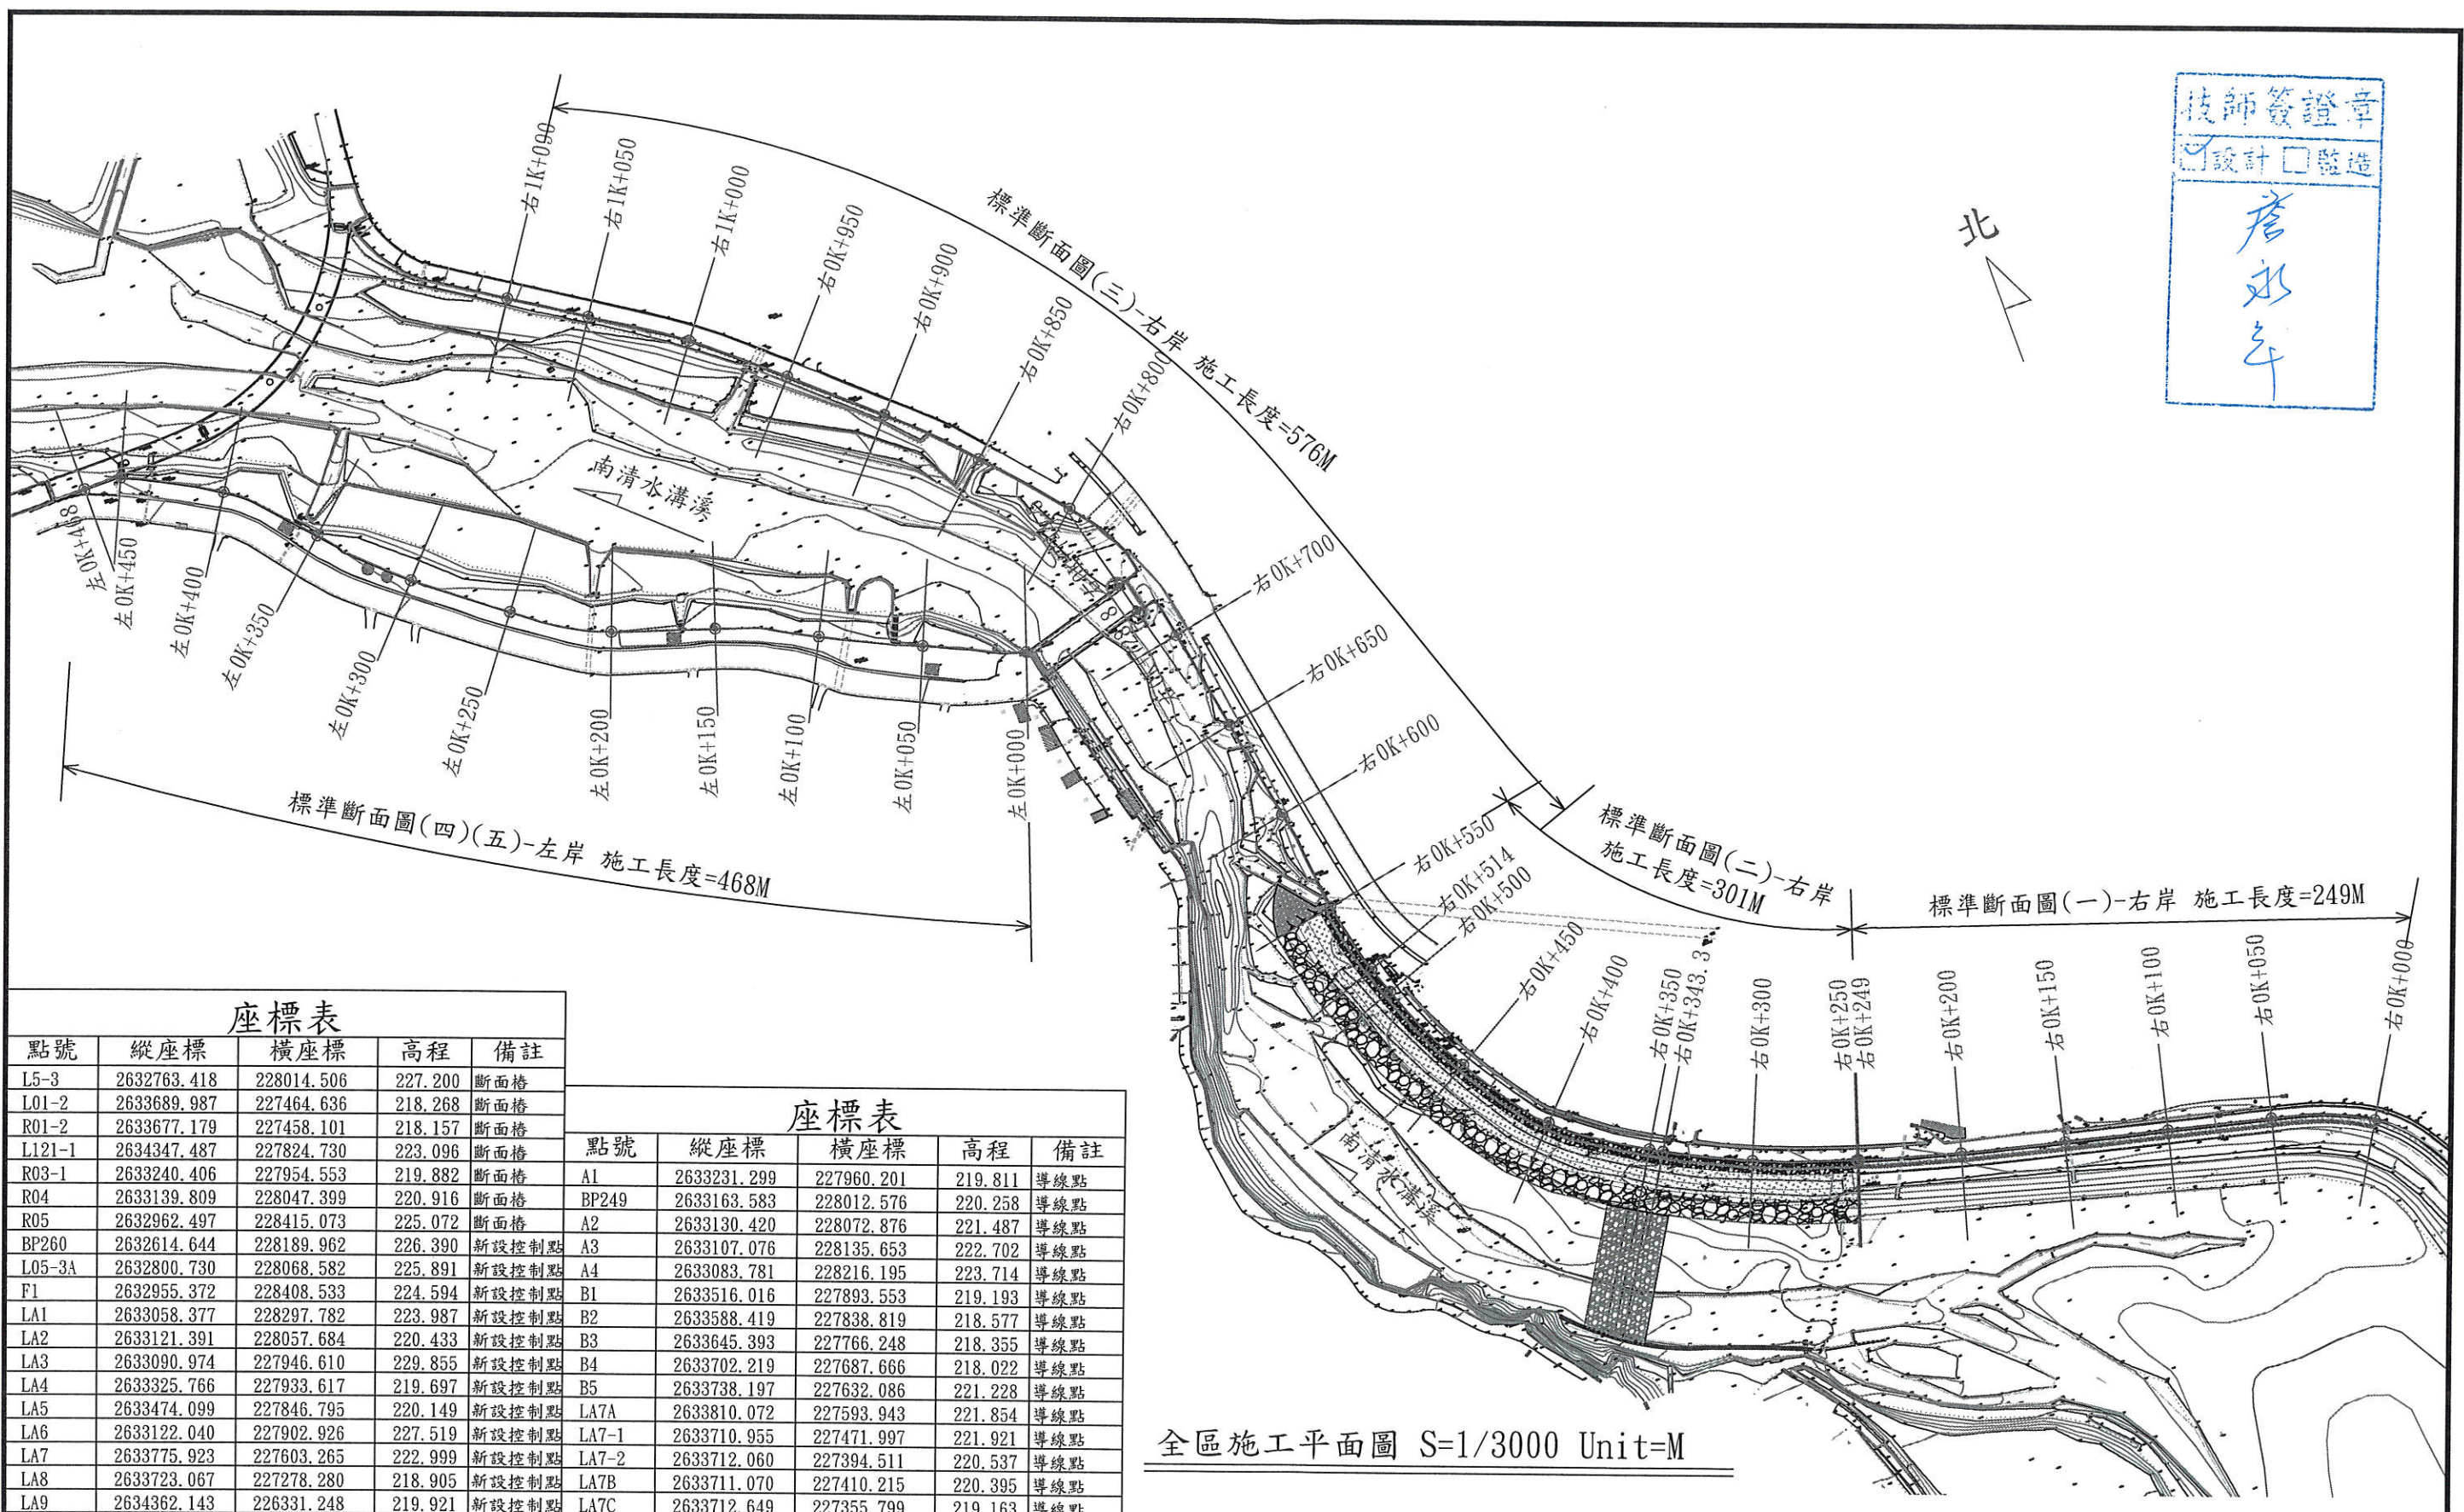 技師簽證章
設計 監造
北
標準斷面圖(三)-右岸 施工長度=576M
右1K+090
右1K+050
右1K+000
右0K+950
右0K+900
右0K+850
右0K+800
右0K+700
右0K+650
右0K+600
右0K+550
右0K+514
右0K+500
右0K+450
右0K+400
右0K+350
右0K+343.3
右0K+300
右0K+250
右0K+249
右0K+200
右0K+150
右0K+100
右0K+050
右0K+000
南清水溝溪
左0K+468
左0K+450
左0K+400
左0K+350
左0K+300
左0K+250
左0K+200
左0K+150
左0K+100
左0K+050
左0K+000
標準斷面圖(四)(五)-左岸 施工長度=468M
標準斷面圖(二)-右岸
施工長度=301M
標準斷面圖(一)-右岸 施工長度=249M
南清水溝溪
座標表
點號 縱座標 橫座標 高程 備註
L5-3 2632763.418 228014.506 227.200 斷面樁
L01-2 2633689.987 227464.636 218.268 斷面樁
R01-2 2633677.179 227458.101 218.157 斷面樁
L121-1 2634347.487 227824.730 223.096 斷面樁
R03-1 2633240.406 227954.553 219.882 斷面樁
R04 2633139.809 228047.399 220.916 斷面樁
R05 2632962.497 228415.073 225.072 斷面樁
BP260 2632614.644 228189.962 226.390 新設控制點
L05-3A 2632800.730 228068.582 225.891 新設控制點
F1 2632955.372 228408.533 224.594 新設控制點
LA1 2633058.377 228297.782 223.987 新設控制點
LA2 2633121.391 228057.684 220.433 新設控制點
LA3 2633090.974 227946.610 229.855 新設控制點
LA4 2633325.766 227933.617 219.697 新設控制點
LA5 2633474.099 227846.795 220.149 新設控制點
LA6 2633122.040 227902.926 227.519 新設控制點
LA7 2633775.923 227603.265 222.999 新設控制點
LA8 2633723.067 227278.280 218.905 新設控制點
LA9 2634362.143 226331.248 219.921 新設控制點
座標表
點號 縱座標 橫座標 高程 備註
A1 2633231.299 227960.201 219.811 導線點
BP249 2633163.583 228012.576 220.258 導線點
A2 2633130.420 228072.876 221.487 導線點
A3 2633107.076 228135.653 222.702 導線點
A4 2633083.781 228216.195 223.714 導線點
B1 2633516.016 227893.553 219.193 導線點
B2 2633588.419 227838.819 218.577 導線點
B3 2633645.393 227766.248 218.355 導線點
B4 2633702.219 227687.666 218.022 導線點
B5 2633738.197 227632.086 221.228 導線點
LA7A 2633810.072 227593.943 221.854 導線點
LA7-1 2633710.955 227471.997 221.921 導線點
LA7-2 2633712.060 227394.511 220.537 導線點
LA7B 2633711.070 227410.215 220.395 導線點
LA7C 2633712.649 227355.799 219.163 導線點
全區施工平面圖 S=1/3000 Unit=M